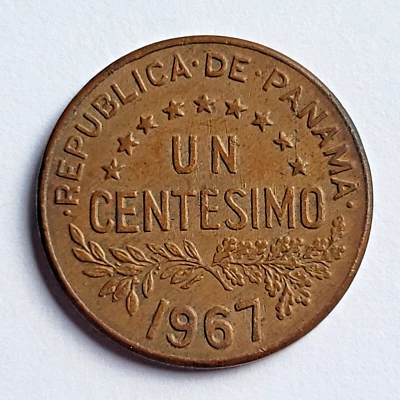 ·REPUBLICA·DE·PANAMA·
UN
CENTESIMO
1967